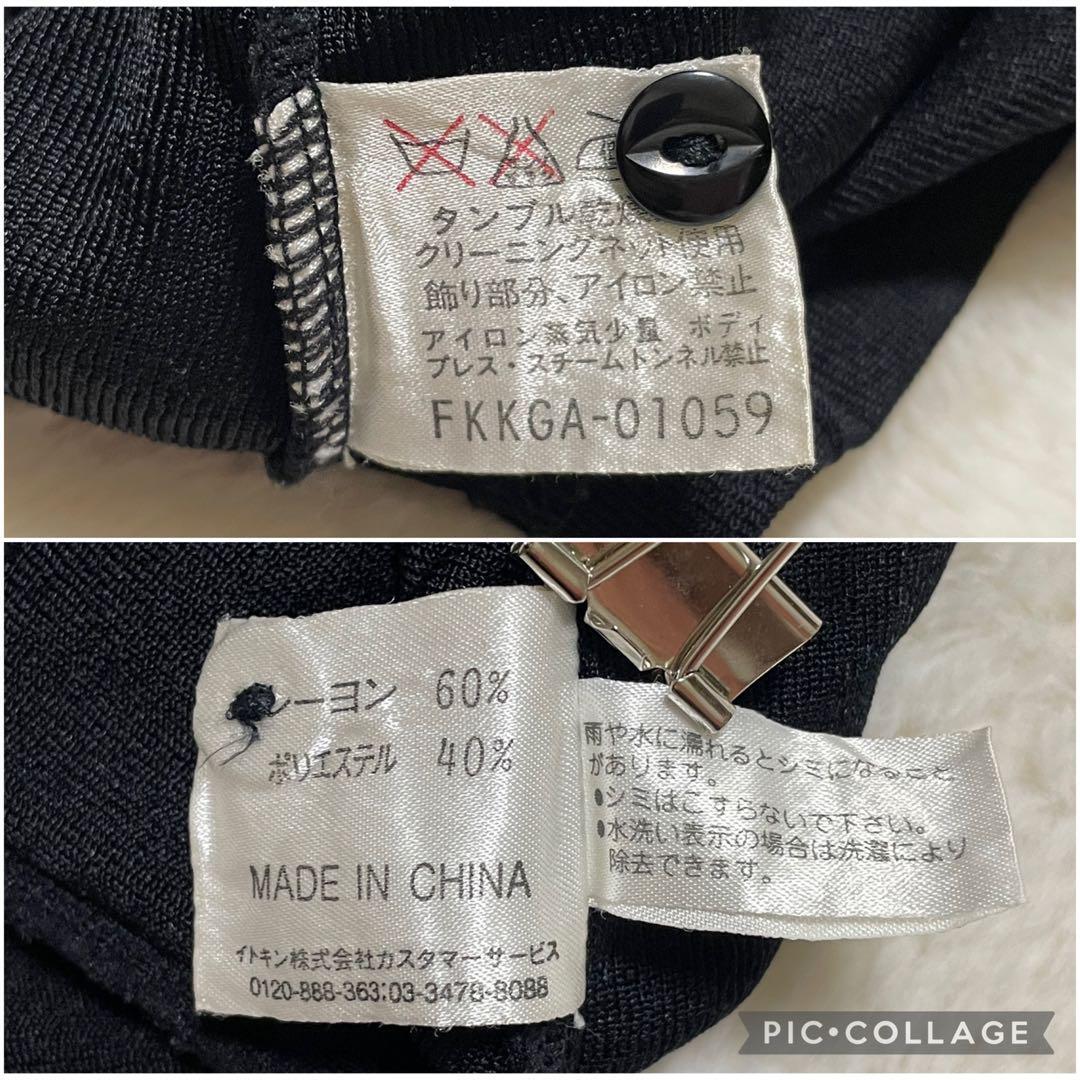 タンブル乾燥
クリーニングネット使用
飾り部分、アイロン禁止
アイロン蒸気少量 ボディ
プレス・スチームトンネル禁止
FKKGA-01059
レーヨン 60%
ポリエステル 40%
MADE IN CHINA
イトキン株式会社カスタマーサービス
0120-888-363:03-3478-8088
雨や水に濡れるとシミになること
があります。
●シミはこすらないで下さい。
●水洗い表示の場合は洗濯により
除去できます。
PIC•COLLAGE